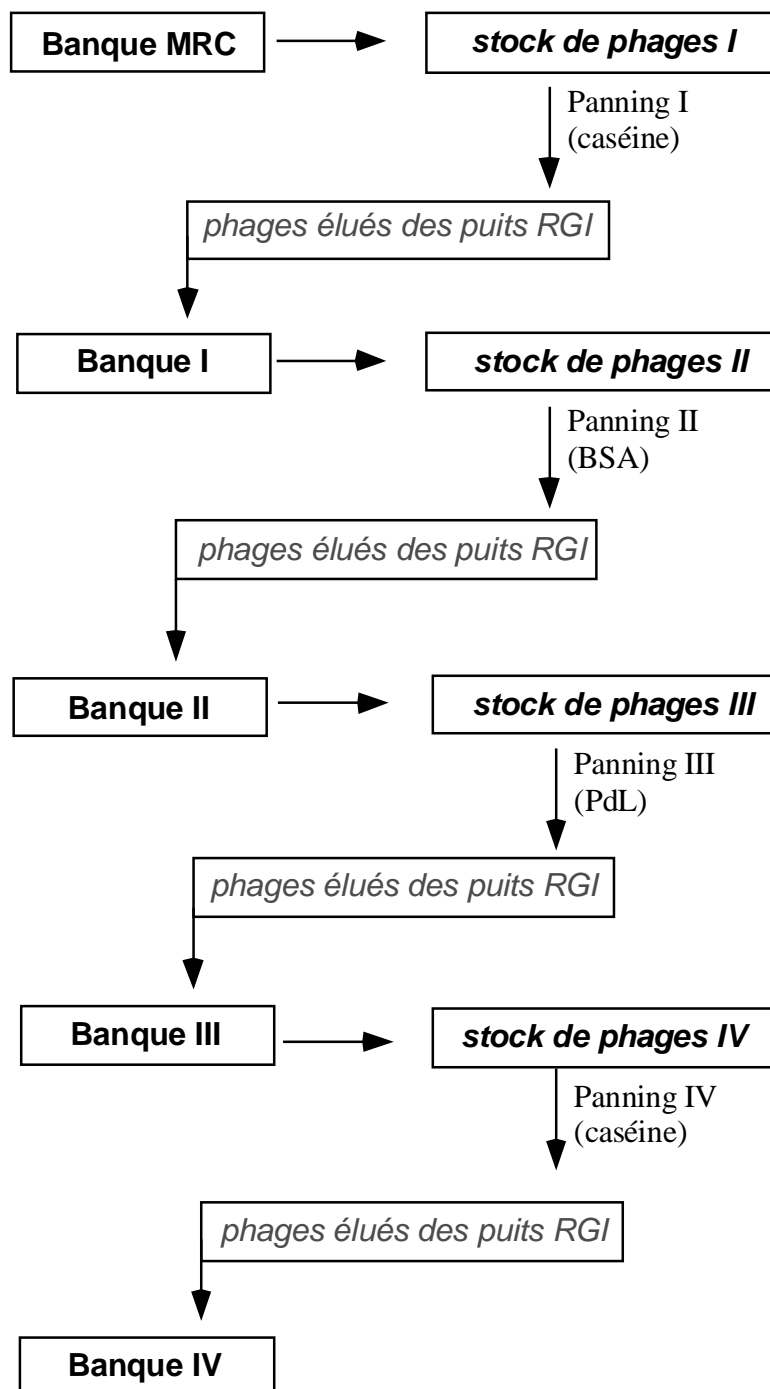 Banque MRC
stock de phages I
Panning I
(caséine)
phages élués des puits RGI
Banque I
stock de phages II
Panning II
(BSA)
phages élués des puits RGI
Banque II
stock de phages III
Panning III
(PdL)
phages élués des puits RGI
Banque III
stock de phages IV
Panning IV
(caséine)
phages élués des puits RGI
Banque IV